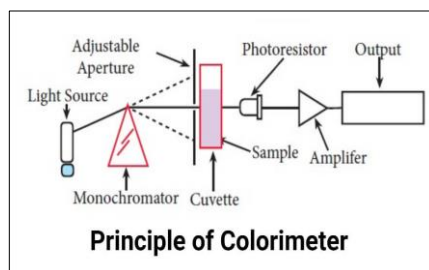 Adjustable
Aperture
Photoresistor
Output
Light Source
Sample
Amplifer
Monochromator
Cuvette
Principle of Colorimeter